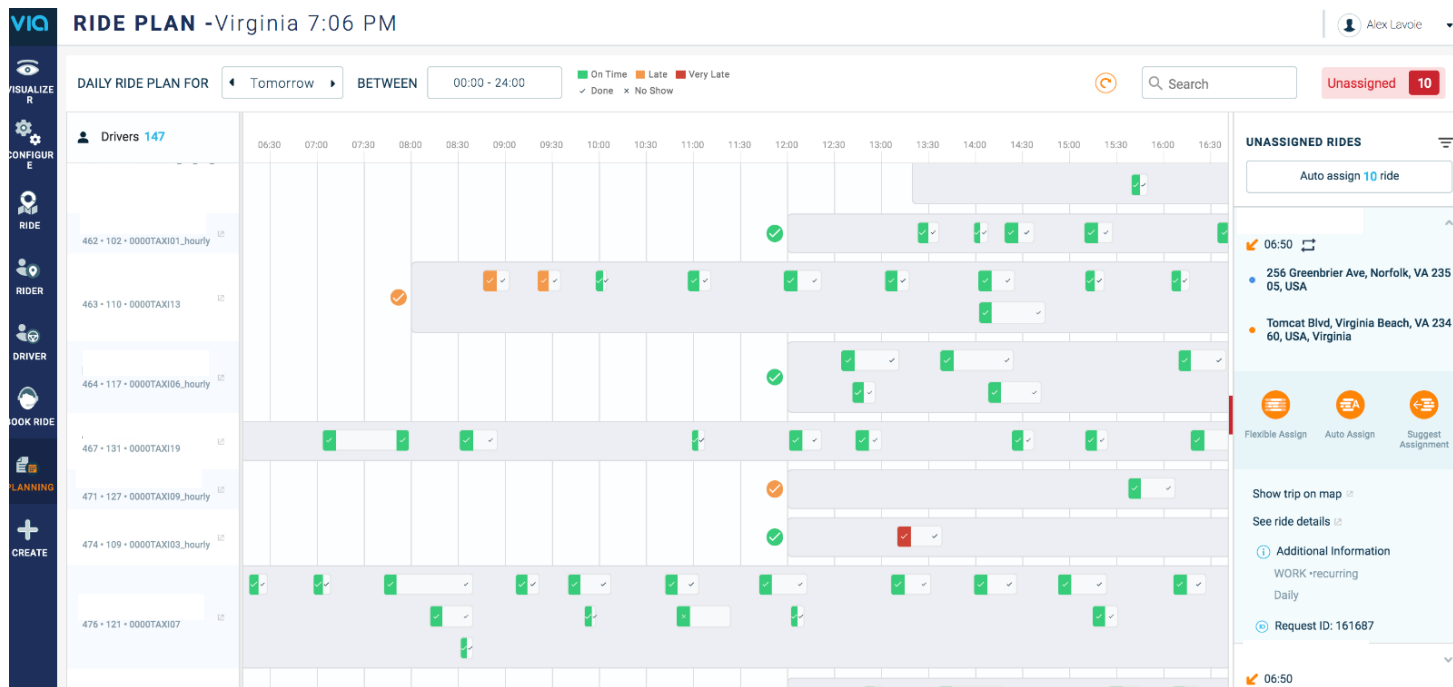 via
RIDE PLAN -Virginia 7:06 PM
Alex Lavoie
VISUALIZE
R
CONFIGUR
E
RIDE
RIDER
DRIVER
BOOK RIDE
PLANNING
CREATE
DAILY RIDE PLAN FOR
Tomorrow
BETWEEN
00:00 - 24:00
On Time Late Very Late
Done No Show
Search
Unassigned 10
Drivers 147
06:30 07:00 07:30 08:00 08:30 09:00 09:30 10:00 10:30 11:00 11:30 12:00 12:30 13:00 13:30 14:00 14:30 15:00 15:30 16:00 16:30
462 • 102 • 0000TAXI01_hourly
463 • 110 • 0000TAXI13
464 • 117 • 0000TAXI06_hourly
467 • 131 • 0000TAXI19
471 • 127 • 0000TAXI09_hourly
474 • 109 • 0000TAXI03_hourly
476 • 121 • 0000TAXI07
UNASSIGNED RIDES
Auto assign 10 ride
06:50
256 Greenbrier Ave, Norfolk, VA 235
05, USA
Tomcat Blvd, Virginia Beach, VA 234
60, USA, Virginia
Flexible Assign
Auto Assign
Suggest
Assignment
Show trip on map
See ride details
Additional Information
WORK •recurring
Daily
Request ID: 161687
06:50